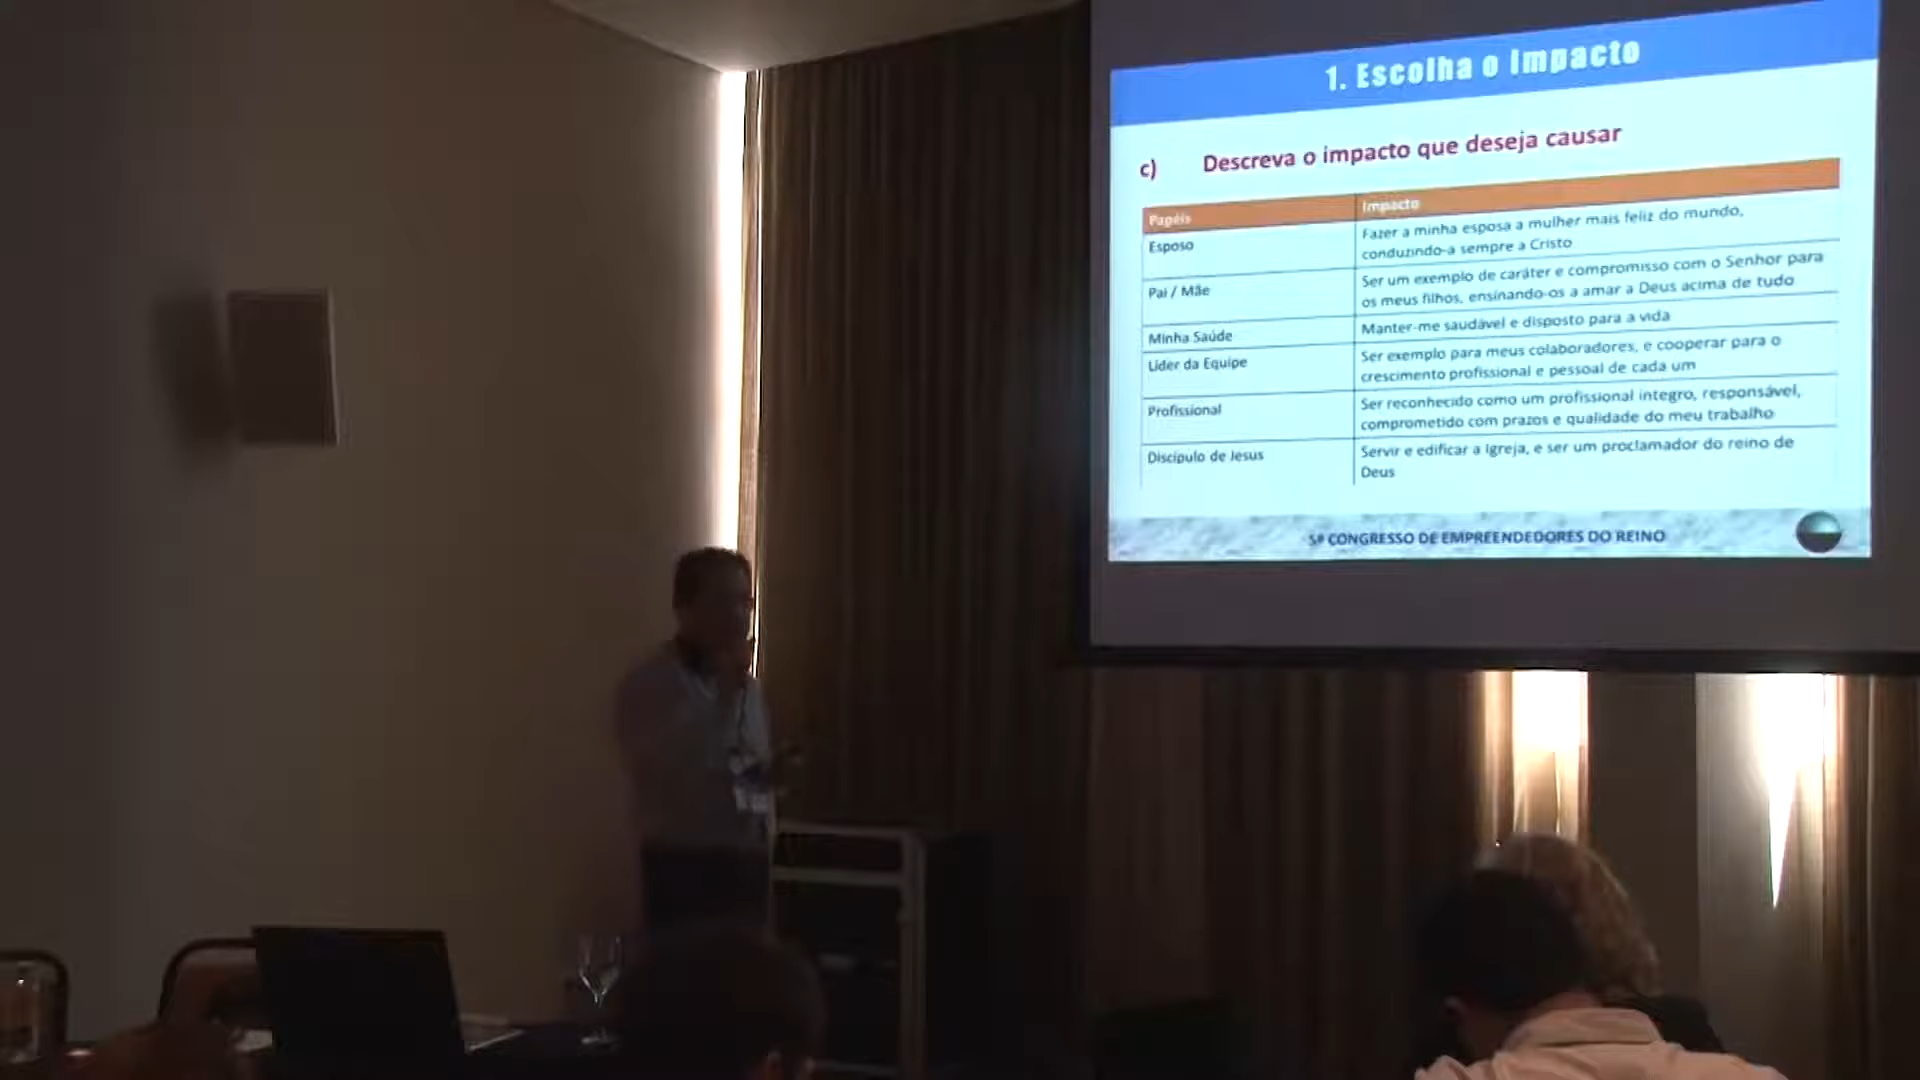 1. Escolha o Impacto
c) Descreva o impacto que deseja causar
Papéis Impacto
Esposo Fazer a minha esposa a mulher mais feliz do mundo,
conduzindo-a sempre a Cristo
Pai / Mãe Ser um exemplo de caráter e compromisso com o Senhor para
os meus filhos, ensinando-os a amar a Deus acima de tudo
Minha Saúde Manter-me saudável e disposto para a vida
Líder da Equipe Ser exemplo para meus colaboradores, e cooperar para o
crescimento profissional e pessoal de cada um
Profissional Ser reconhecido como um profissional integro, responsável,
comprometido com prazos e qualidade do meu trabalho
Discípulo de Jesus Servir e edificar a Igreja, e ser um proclamador do reino de
Deus
5º CONGRESSO DE EMPREENDEDORES DO REINO